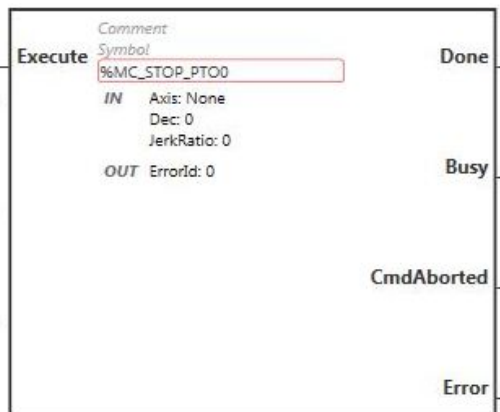 Comment
Execute Symbol Done
%MC_STOP_PTO0
IN Axis: None
Dec: 0
JerkRatio: 0
OUT ErrorId: 0
Busy
CmdAborted
Error